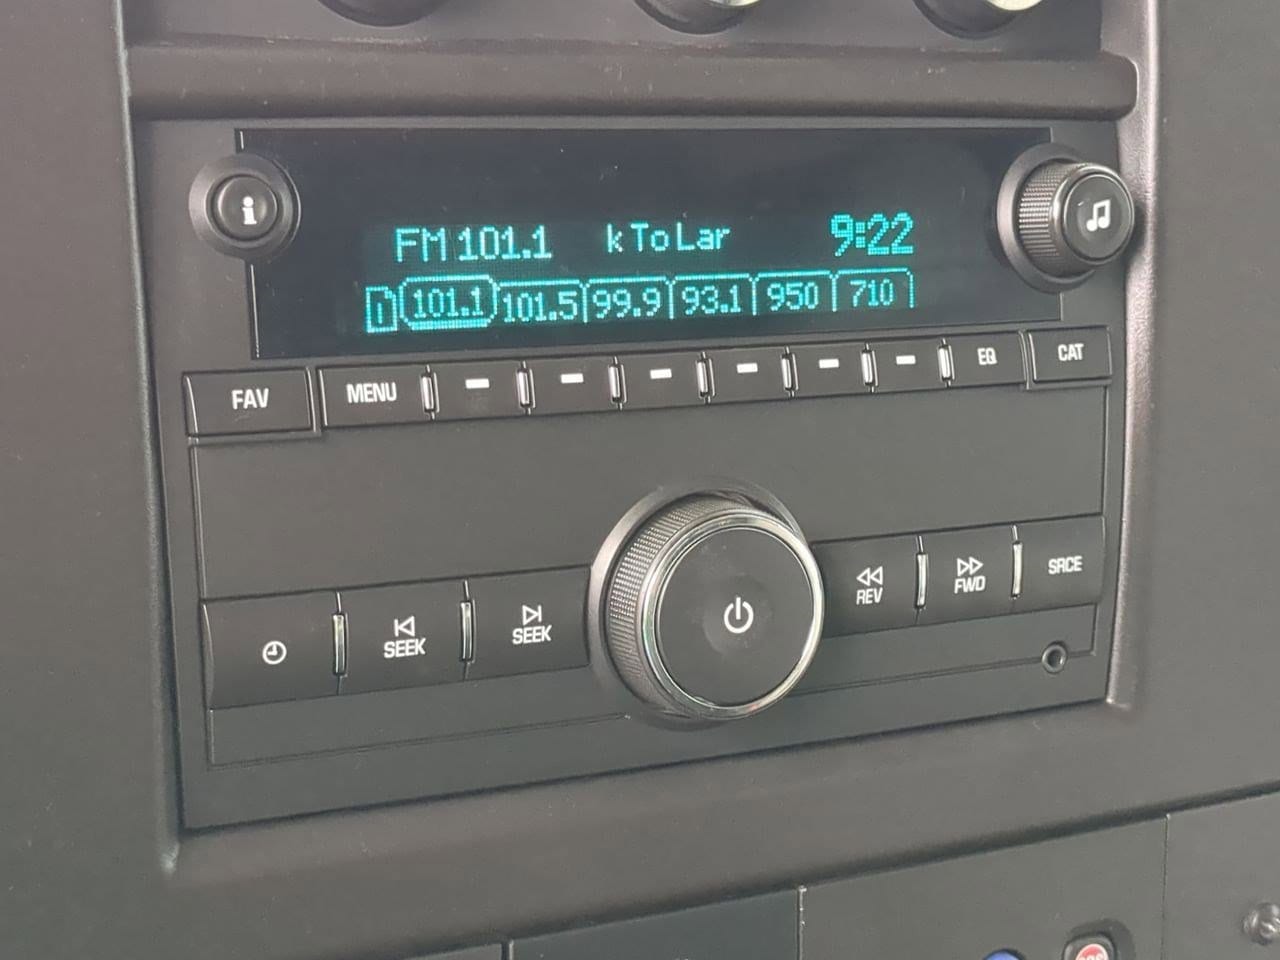 FM 101.1 k To Lar 9:22
1 101.1 101.5 99.9 93.1 950 710
FAV MENU EQ CAT
SEEK SEEK REV FWD SRCE